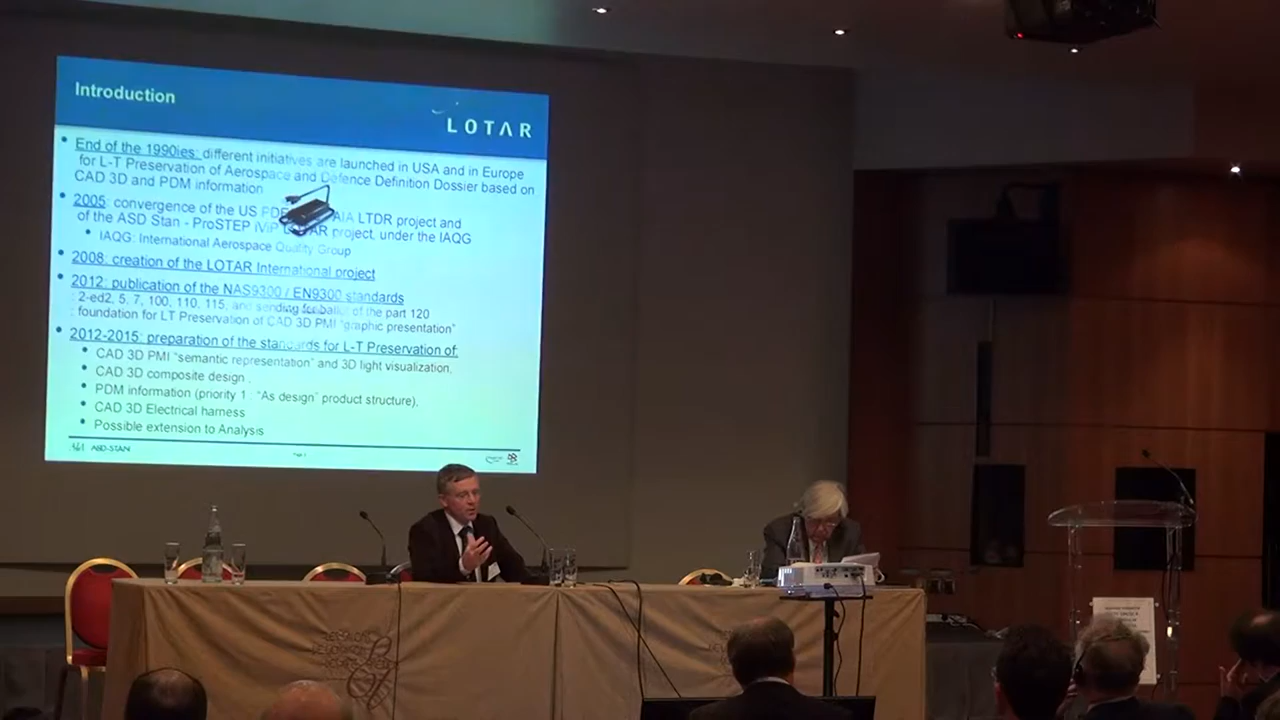 Introduction
LOTAR
• End of the 1990ies: different initiatives are launched in USA and in Europe
for L-T Preservation of Aerospace and Defence Definition Dossier based on
CAD 3D and PDM information
• 2005: convergence of the US AIA LTDR project and
of the ASD Stan - ProSTEP iViP project, under the IAQG
• IAQG: International Aerospace Quality Group
• 2008: creation of the LOTAR International project
• 2012: publication of the NAS9300 / EN9300 standards
: 2-ed2, 5, 7, 100, 110, 115, and sending for ballot of the part 120
: foundation for LT Preservation of CAD 3D PMI "graphic presentation"
• 2012-2015: preparation of the standards for L-T Preservation of:
• CAD 3D PMI "semantic representation" and 3D light visualization,
• CAD 3D composite design,
• PDM information (priority 1 : "As design" product structure),
• CAD 3D Electrical harness
• Possible extension to Analysis
ASD-STAN